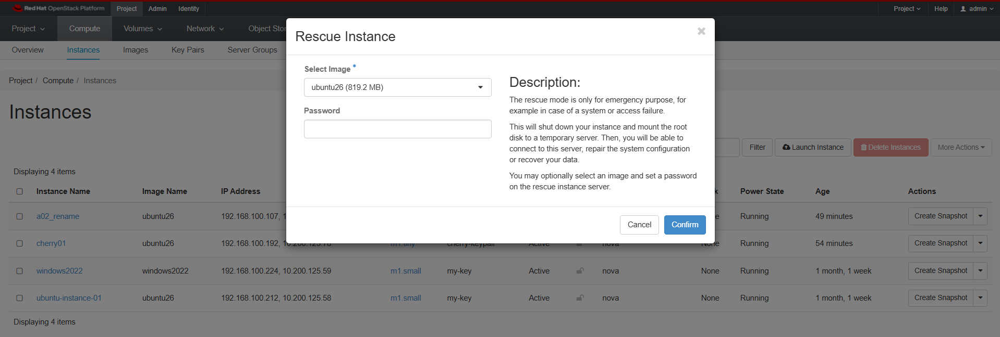 Red Hat OpenStack Platform Project Admin Identity Project Help admin
Project Compute Volumes Network Object Stor
Overview Instances Images Key Pairs Server Groups
Project / Compute / Instances
Instances
Filter Launch Instance Delete Instances More Actions
Displaying 4 items
Instance Name Image Name IP Address Power State Age Actions
a02_rename ubuntu26 192.168.100.107, Running 49 minutes Create Snapshot
cherry01 ubuntu26 192.168.100.192, 10.200.125.78 m1.tiny cherry-keypair Active nova None Running 54 minutes Create Snapshot
windows2022 windows2022 192.168.100.224, 10.200.125.59 m1.small my-key Active nova None Running 1 month, 1 week Create Snapshot
ubuntu-instance-01 ubuntu26 192.168.100.212, 10.200.125.58 m1.small my-key Active nova None Running 1 month, 1 week Create Snapshot
Displaying 4 items
Rescue Instance
Select Image *
ubuntu26 (819.2 MB)
Password
Description:
The rescue mode is only for emergency purpose, for
example in case of a system or access failure.
This will shut down your instance and mount the root
disk to a temporary server. Then, you will be able to
connect to this server, repair the system configuration
or recover your data.
You may optionally select an image and set a password
on the rescue instance server.
Cancel Confirm